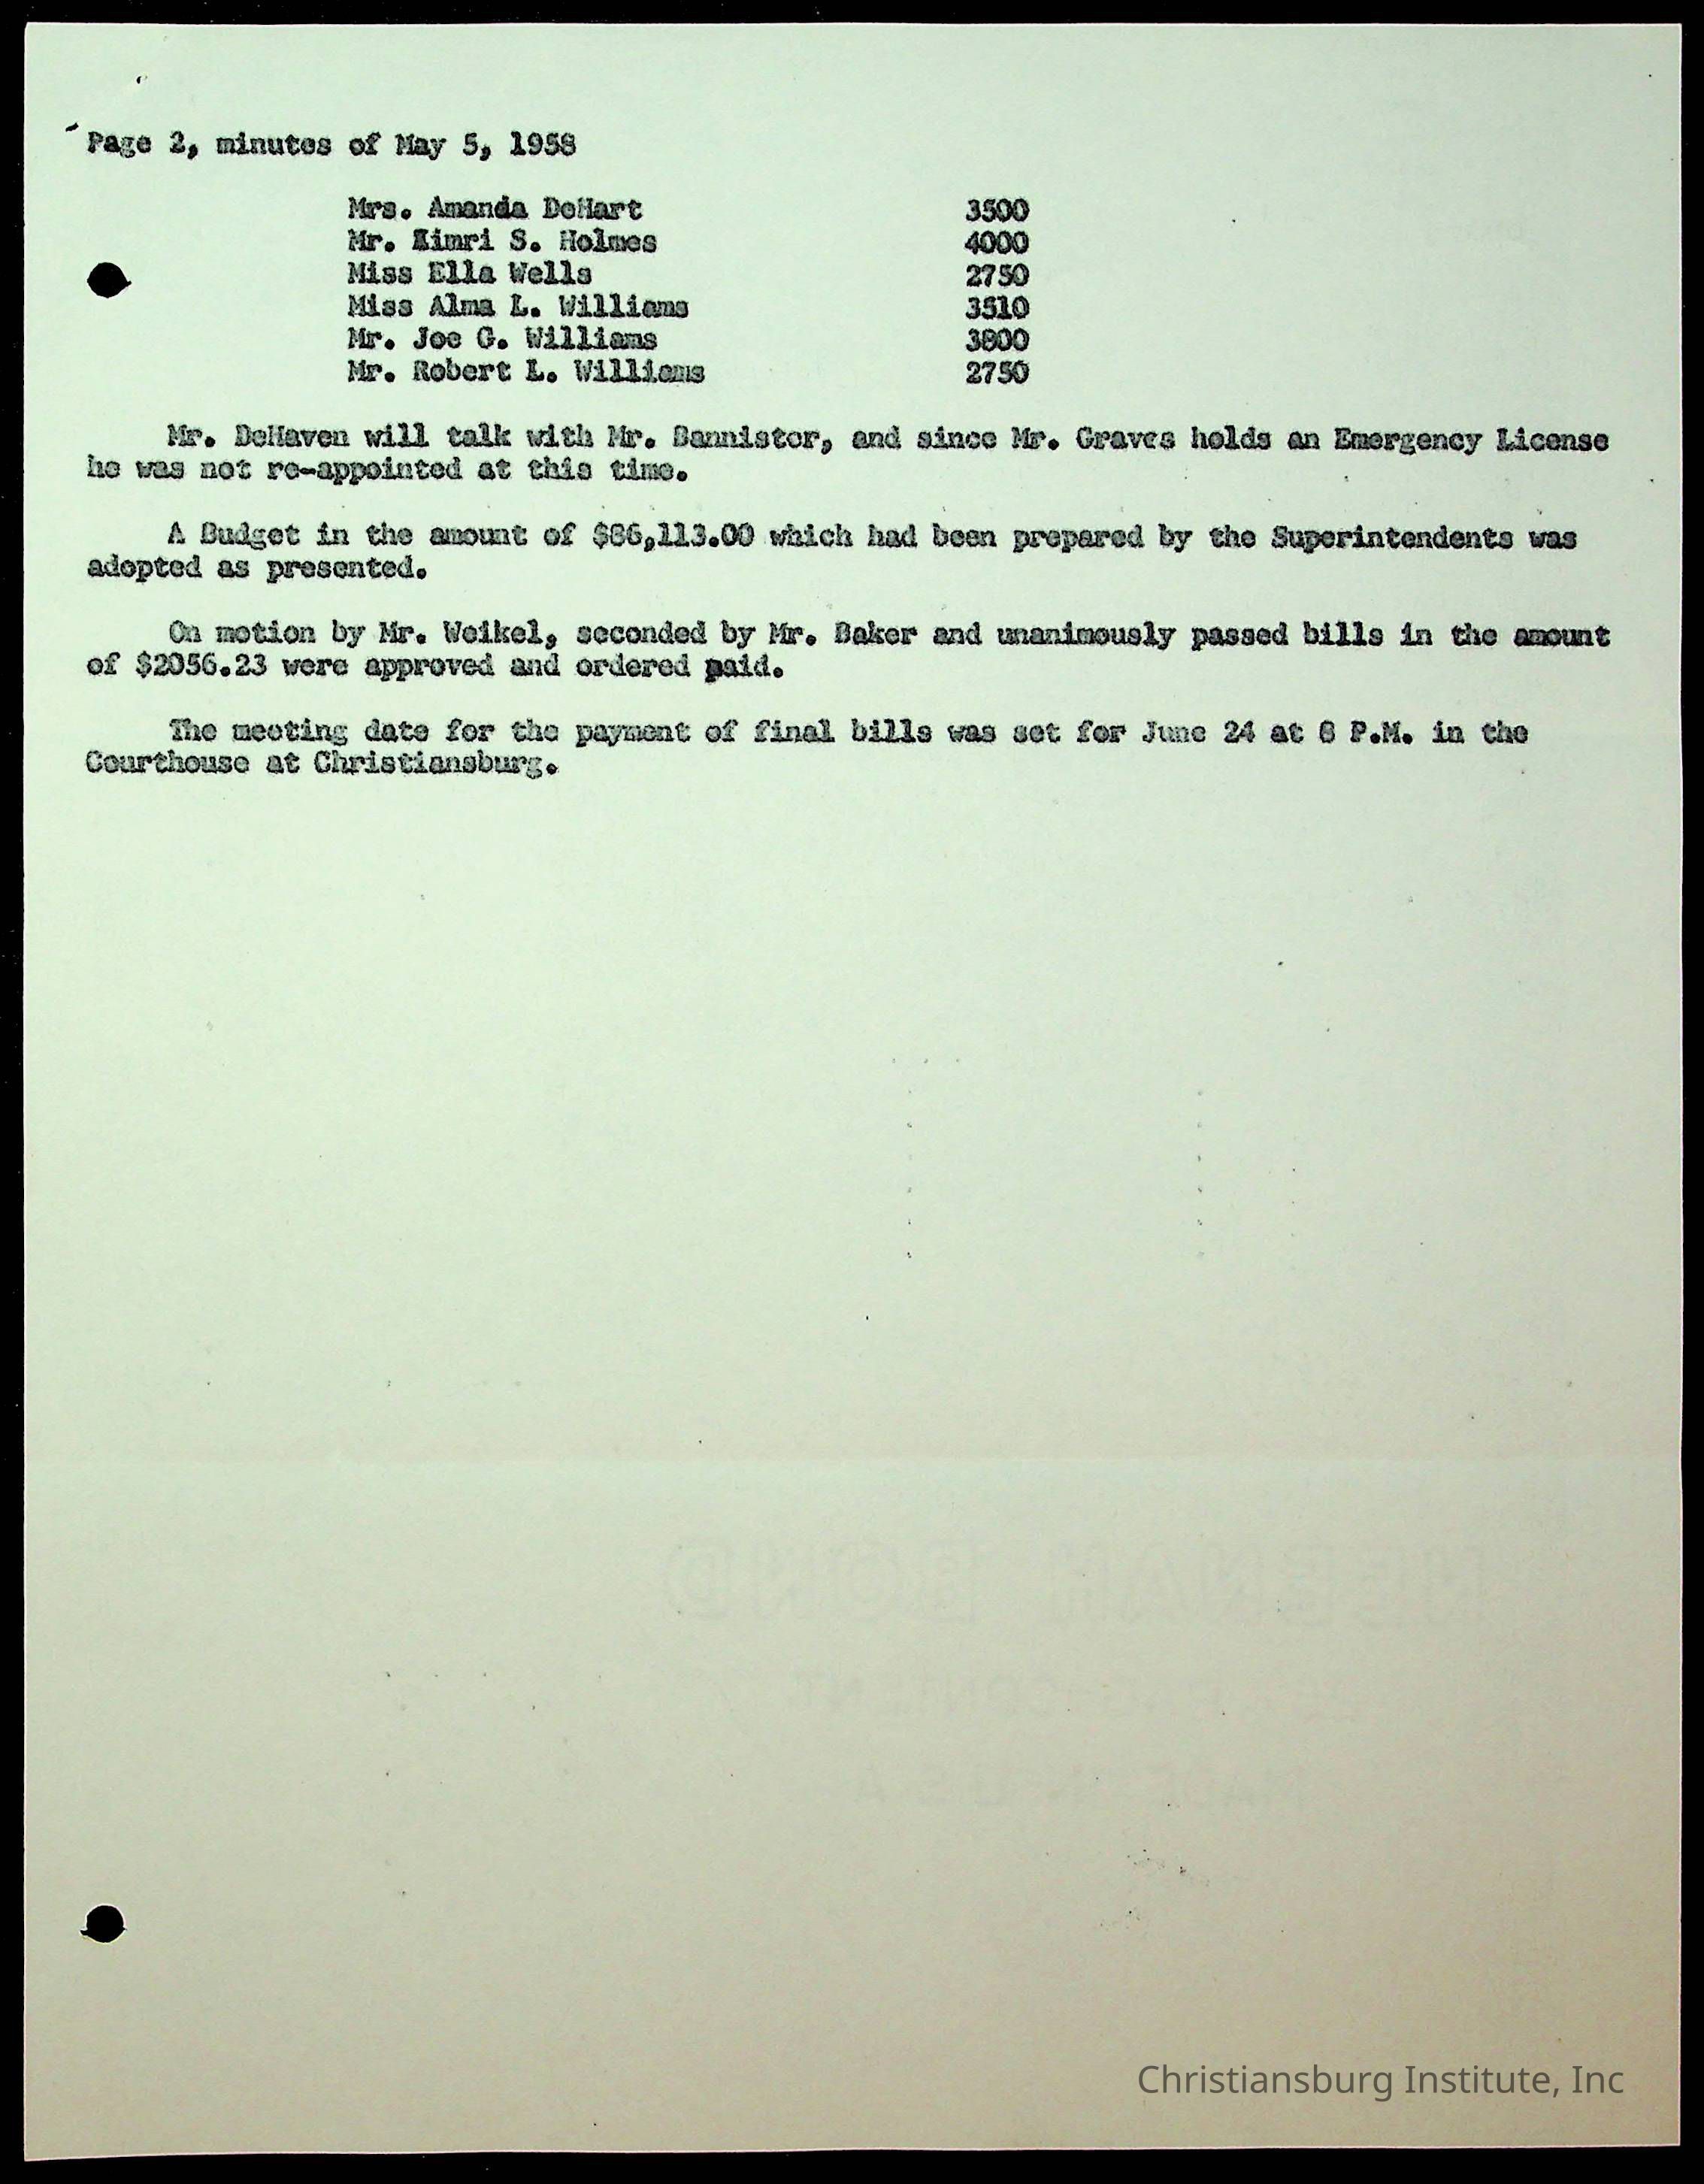 Page 2, minutes of May 5, 1958
Mrs. Amanda DeHart 3500
Mr. Zimri S. Holmes 4000
Miss Ella Wells 2750
Miss Alma L. Williams 3510
Mr. Joe G. Williams 3800
Mr. Robert L. Williams 2750
Mr. DeHaven will talk with Mr. Bannister, and since Mr. Graves holds an Emergency License
he was not re-appointed at this time.
A Budget in the amount of $86,113.00 which had been prepared by the Superintendents was
adopted as presented.
On motion by Mr. Weikel, seconded by Mr. Baker and unanimously passed bills in the amount
of $2056.23 were approved and ordered paid.
The meeting date for the payment of final bills was set for June 24 at 8 P.M. in the
Courthouse at Christiansburg.
Christiansburg Institute, Inc